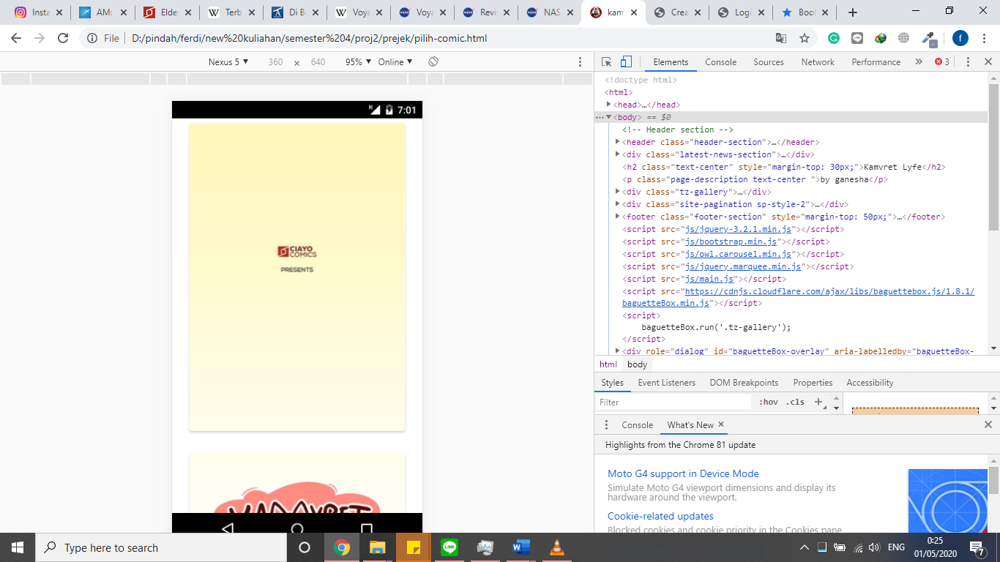 Insta
AM:
Elder
Terb
Di B
Voya
Voya
Revi
NAS
kam
Crea
Logi
Bool
File D:/pindah/ferdi/new%20kuliahan/semester%204/proj2/prejek/pilih-comic.html
f
Nexus 5 ▼ 360 × 640 95% ▼ Online ▼
Elements Console Sources Network Performance » 3
7:01
CIAYO
COMICS
PRESENTS
<!doctype html>
<html>
<head>…</head>
<body> == $0
<!-- Header section -->
<header class="header-section">…</header>
<div class="latest-news-section">…</div>
<h2 class="text-center" style="margin-top: 30px;">Kamvret Lyfe</h2>
<p class="page-description text-center ">by ganesha</p>
<div class="tz-gallery">…</div>
<div class="site-pagination sp-style-2">…</div>
<footer class="footer-section" style="margin-top: 50px;">…</footer>
<script src="js/jquery-3.2.1.min.js"></script>
<script src="js/bootstrap.min.js"></script>
<script src="js/owl.carousel.min.js"></script>
<script src="js/jquery.marquee.min.js"></script>
<script src="js/main.js"></script>
<script src="https://cdnjs.cloudflare.com/ajax/libs/baguettebox.js/1.8.1/
baguetteBox.min.js"></script>
<script>
baguetteBox.run('.tz-gallery');
</script>
<div role="dialog" id="baguetteBox-overlay" aria-labelledby="baguetteBox-
html body
Styles Event Listeners DOM Breakpoints Properties Accessibility
Filter :hov .cls +
Console What's New ×
Highlights from the Chrome 81 update
Moto G4 support in Device Mode
Simulate Moto G4 viewport dimensions and display its
hardware around the viewport.
Cookie-related updates
Blocked cookies and cookie priority in the Cookies pane
Type here to search
ENG
0:25
01/05/2020
7